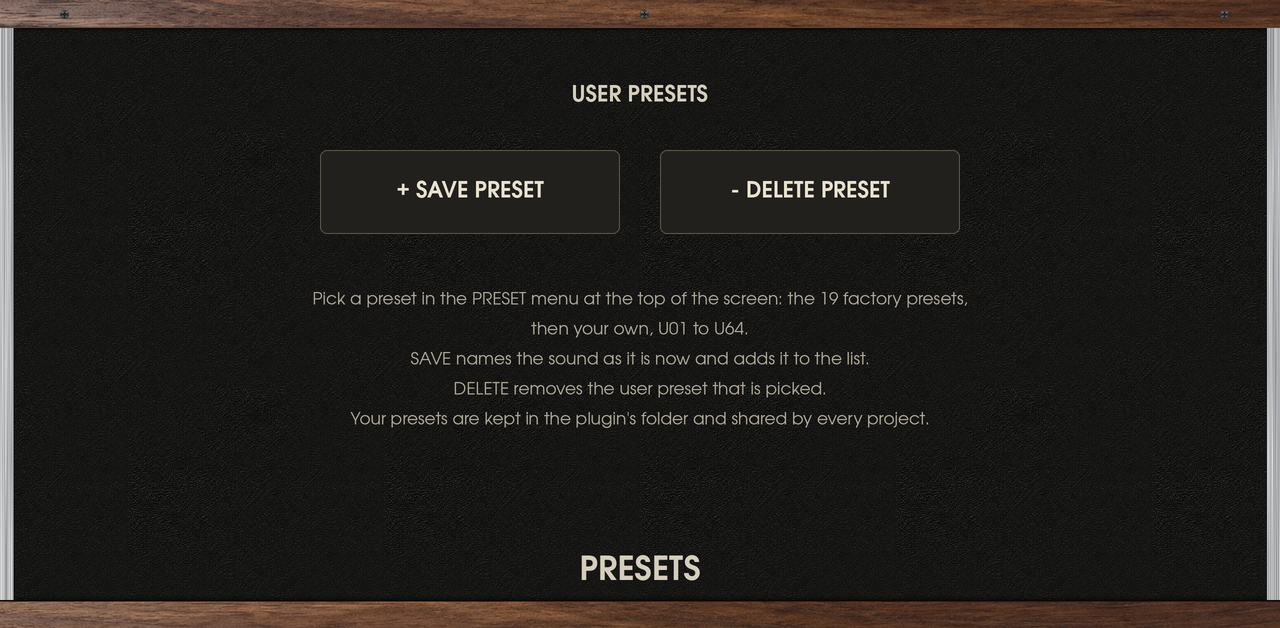 USER PRESETS
+ SAVE PRESET
- DELETE PRESET
Pick a preset in the PRESET menu at the top of the screen: the 19 factory presets,
then your own, U01 to U64.
SAVE names the sound as it is now and adds it to the list.
DELETE removes the user preset that is picked.
Your presets are kept in the plugin's folder and shared by every project.
PRESETS